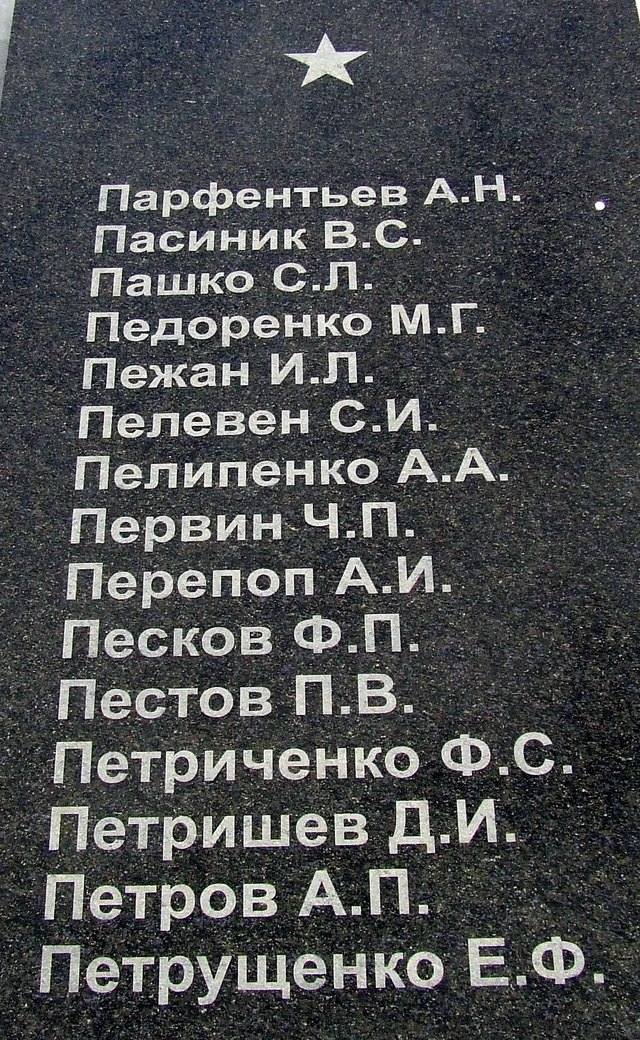 Парфентьев А.Н.
Пасиник В.С.
Пашко С.Л.
Педоренко М.Г.
Пежан И.Л.
Пелевен С.И.
Пелипенко А.А.
Первин Ч.П.
Перепоп А.И.
Песков Ф.П.
Пестов П.В.
Петриченко Ф.С.
Петришев Д.И.
Петров А.П.
Петрущенко Е.Ф.